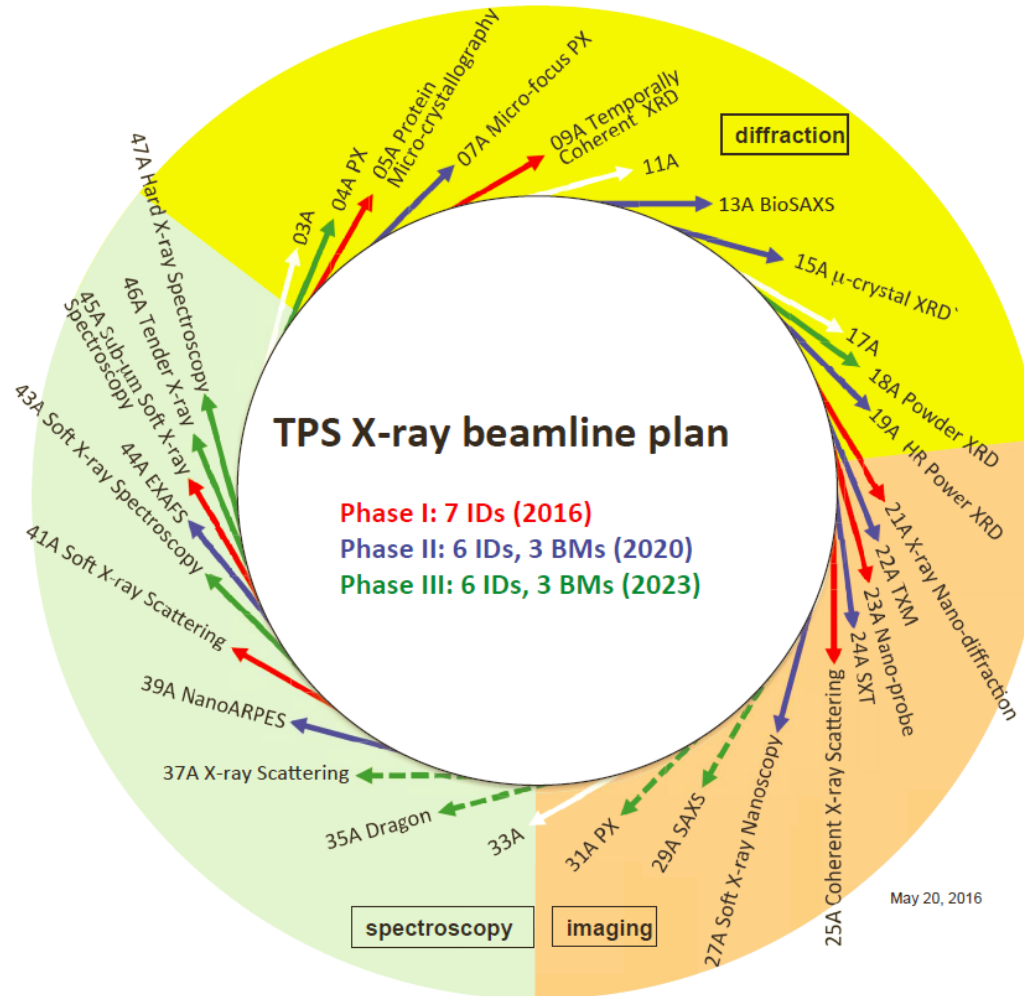 TPS X-ray beamline plan
Phase I: 7 IDs (2016)
Phase II: 6 IDs, 3 BMs (2020)
Phase III: 6 IDs, 3 BMs (2023)
diffraction
03A
04A PX
05A Protein
Micro-crystallography
07A Micro-focus PX
09A Temporally
Coherent XRD
11A
13A BioSAXS
15A μ-crystal XRD`
17A
18A Powder XRD
19A HR Power XRD
21A X-ray Nano-diffraction
22A TXM
23A Nano-probe
24A SXT
25A Coherent X-ray Scattering
27A Soft X-ray Nanoscopy
29A SAXS
31A PX
33A
35A Dragon
37A X-ray Scattering
39A NanoARPES
41A Soft X-ray Scattering
43A Soft X-ray Spectroscopy
44A EXAFS
45A Sub-μm Soft X-ray
Spectroscopy
46A Tender X-ray
47A Hard X-ray Spectroscopy
spectroscopy
imaging
May 20, 2016